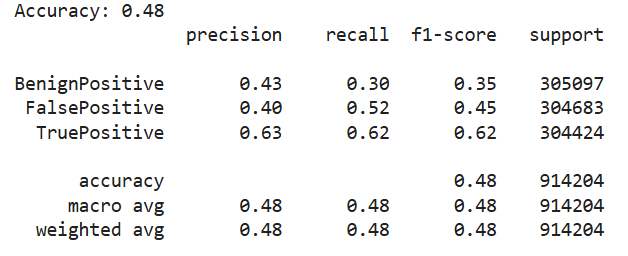 Accuracy: 0.48
precision recall f1-score support
BenignPositive 0.43 0.30 0.35 305097
FalsePositive 0.40 0.52 0.45 304683
TruePositive 0.63 0.62 0.62 304424
accuracy 0.48 914204
macro avg 0.48 0.48 0.48 914204
weighted avg 0.48 0.48 0.48 914204